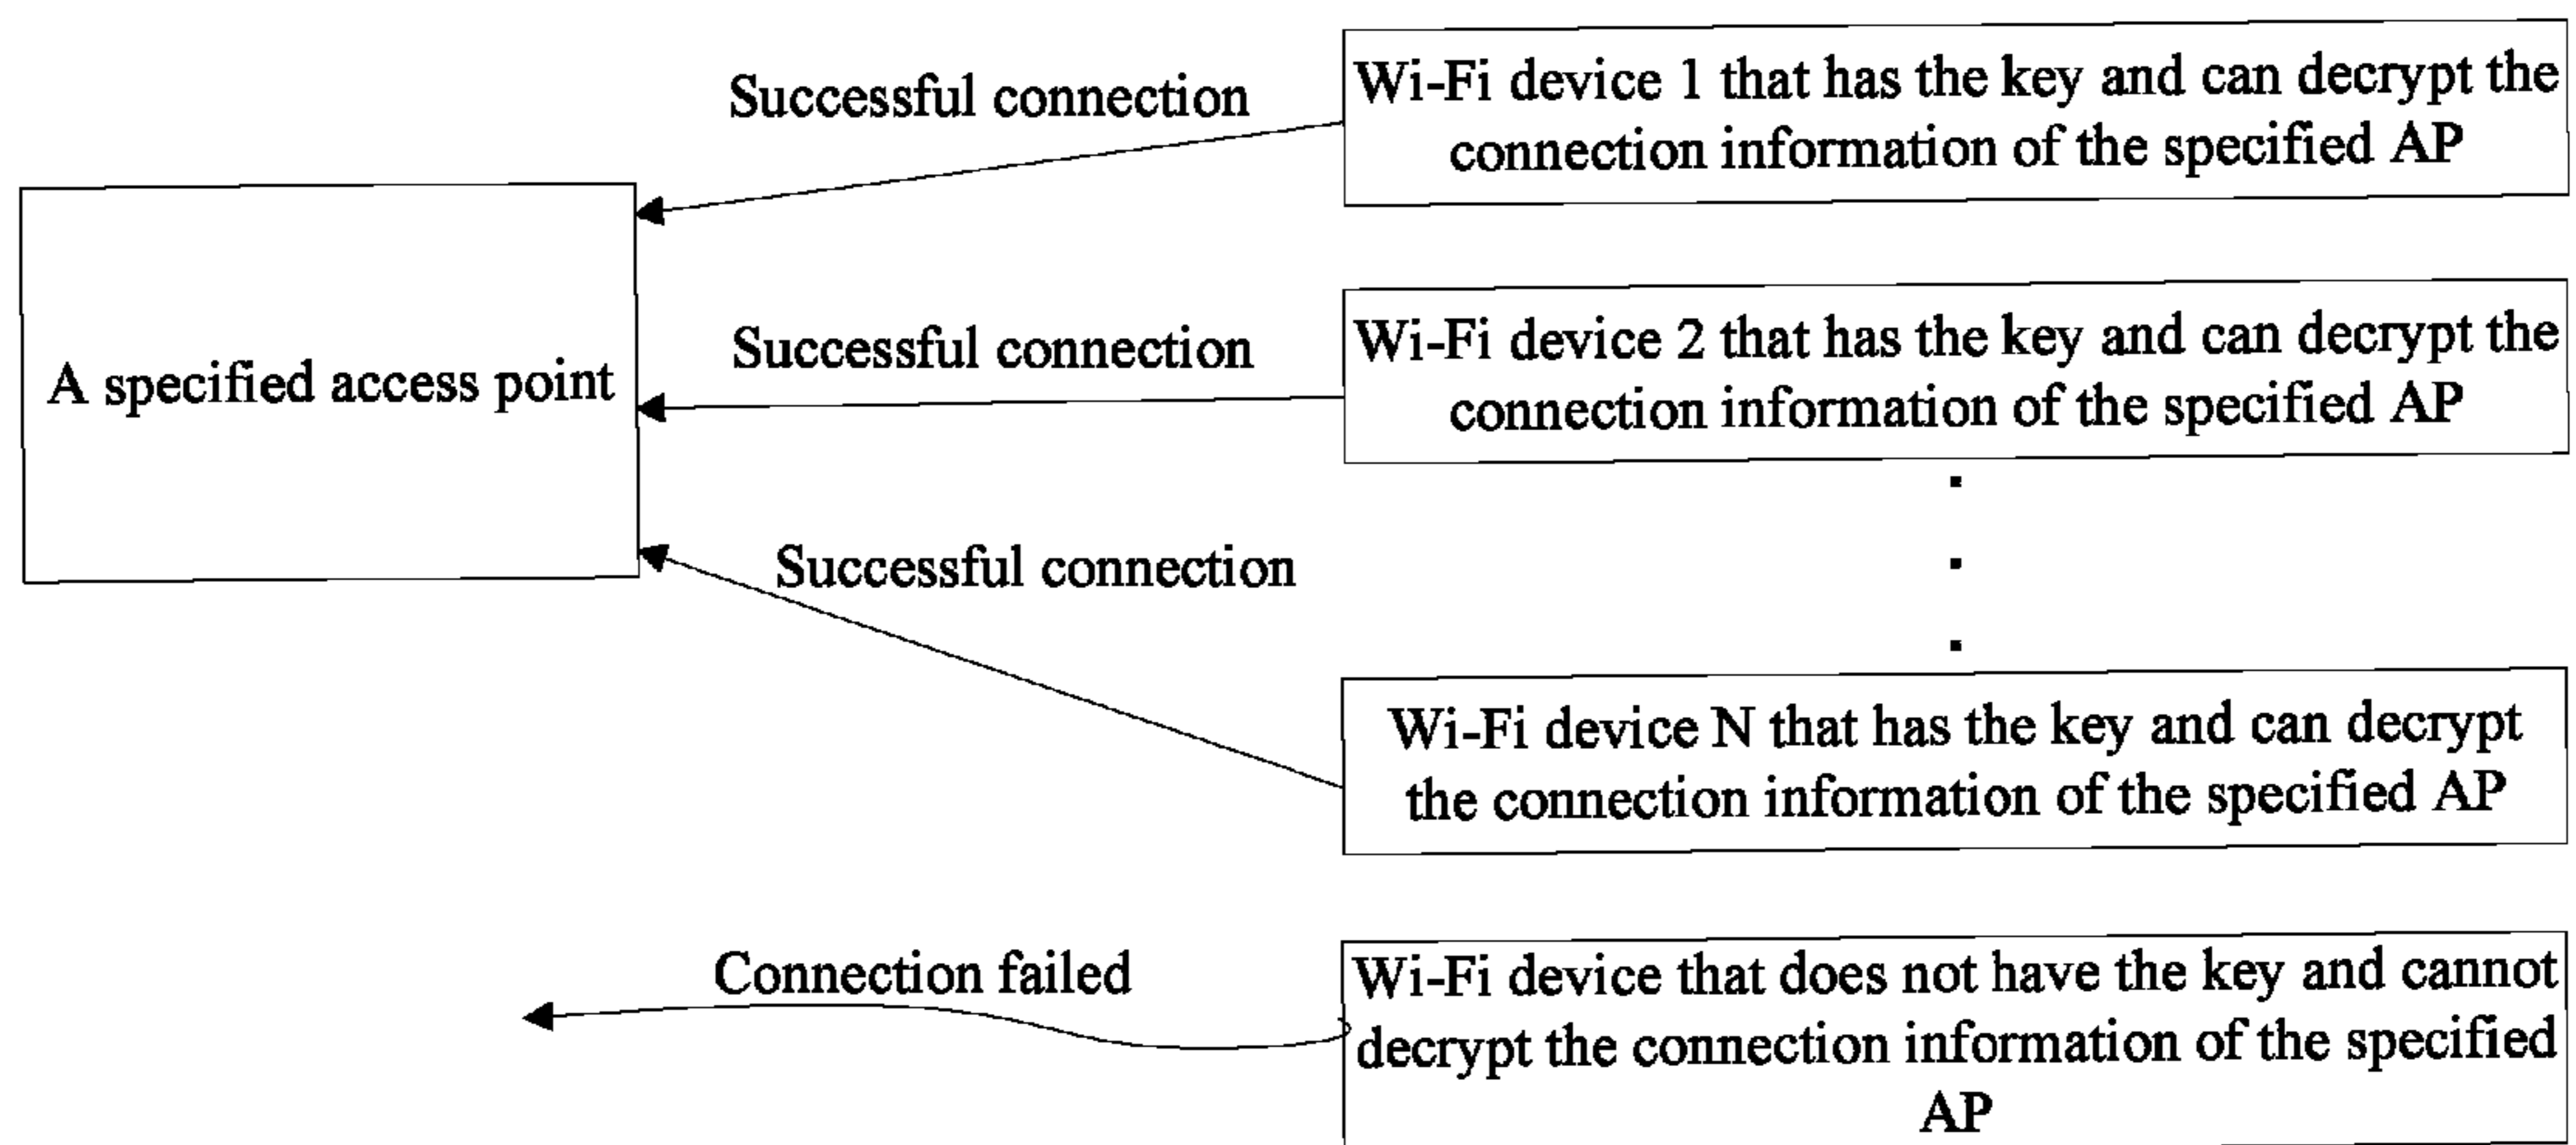 Successful connection
Wi-Fi device 1 that has the key and can decrypt the
connection information of the specified AP
A specified access point
Successful connection
Wi-Fi device 2 that has the key and can decrypt the
connection information of the specified AP
Successful connection
Wi-Fi device N that has the key and can decrypt
the connection information of the specified AP
Connection failed
Wi-Fi device that does not have the key and cannot
decrypt the connection information of the specified
AP